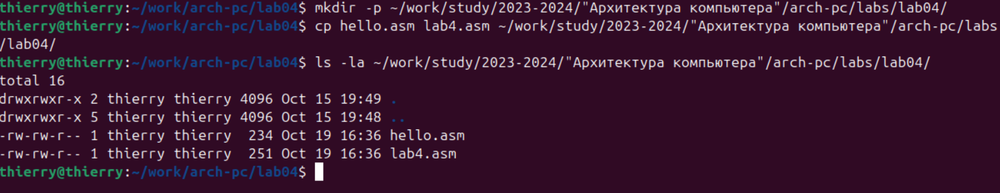 thierry@thierry:~/work/arch-pc/lab04$ mkdir -p ~/work/study/2023-2024/"Архитектура компьютера"/arch-pc/labs/lab04/
thierry@thierry:~/work/arch-pc/lab04$ cp hello.asm lab4.asm ~/work/study/2023-2024/"Архитектура компьютера"/arch-pc/labs
/lab04/
thierry@thierry:~/work/arch-pc/lab04$ ls -la ~/work/study/2023-2024/"Архитектура компьютера"/arch-pc/labs/lab04/
total 16
drwxrwxr-x 2 thierry thierry 4096 Oct 15 19:49 .
drwxrwxr-x 5 thierry thierry 4096 Oct 15 19:48 ..
-rw-rw-r-- 1 thierry thierry  234 Oct 19 16:36 hello.asm
-rw-rw-r-- 1 thierry thierry  251 Oct 19 16:36 lab4.asm
thierry@thierry:~/work/arch-pc/lab04$